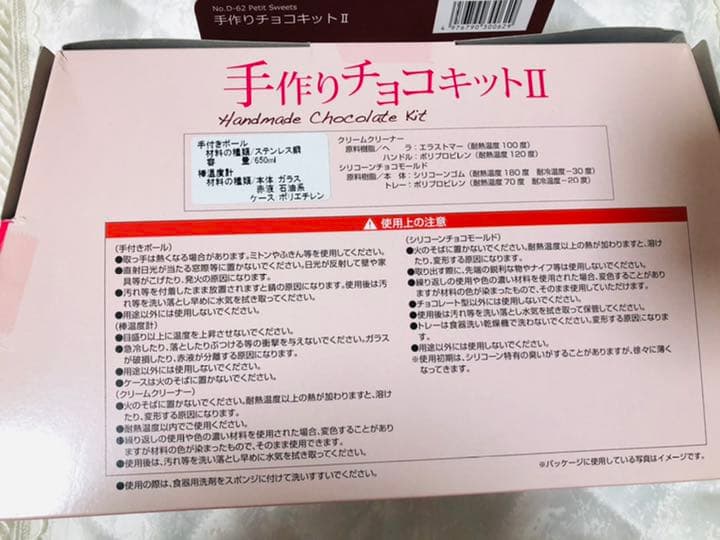 No.D-62 Petit Sweets
手作りチョコキットⅡ
4 976790 300629
手作りチョコキットⅡ
Handmade Chocolate Kit
手付きボール
材料の種類/ステンレス鋼
容 量/650ml
棒温度計
材料の種類/本体 ガラス
赤液 石油系
ケース ポリエチレン
クリームクリーナー
原料樹脂/ヘ ラ:エラストマー(耐熱温度100度)
ハンドル:ポリプロピレン(耐熱温度120度)
シリコーンチョコモールド
原料樹脂/本 体:シリコーンゴム(耐熱温度180度 耐冷温度-30度)
トレー:ポリプロピレン(耐熱温度70度 耐冷温度-20度)
使用上の注意
(手付きボール)
●取っ手は熱くなる場合があります。ミトンやふきん等を使用してください。
●直射日光が当たる窓際等に置かないでください。日光が反射して壁や家
具等がこげたり、発火の原因になります。
●汚れ等を付着したまま放置されますと錆の原因になります。使用後は汚
れ等を洗い落とし早めに水気を拭き取ってください。
●用途以外には使用しないでください。
(棒温度計)
●目盛り以上に温度を上昇させないでください。
●急冷したり、落としたりぶつける等の衝撃を与えないでください。ガラス
が破損したり、赤液が分離する原因になります。
●用途以外には使用しないでください。
●ケースは火のそばに置かないでください。
(クリームクリーナー)
●火のそばに置かないでください。耐熱温度以上の熱が加わりますと、溶け
たり、変形する原因になります。
●耐熱温度以内でご使用ください。
●繰り返しの使用や色の濃い材料を使用された場合、変色することがあり
ますが材料の色が染まったもので、そのまま使用できます。
●使用後は、汚れ等を洗い落とし早めに水気を拭き取ってください。
●使用の際は、食器用洗剤をスポンジに付けて洗いすすいでください。
(シリコーンチョコモールド)
●火のそばに置かないでください。耐熱温度以上の熱が加わりますと、溶け
たり、変形する原因になります。
●取り出す際に、先端の鋭利な物やナイフ等は使用しないでください。
●繰り返しの使用や色の濃い材料を使用された場合、変色することがあり
ますが材料の色が染まったもので、そのまま使用していただけます。
●チョコレート型以外には使用しないでください。
●使用後は汚れ等を洗い落とし水気を拭き取って保管してください。
●トレーは食器洗い乾燥機で洗わないでください。変形する原因になりま
す。
●用途以外には使用しないでください。
※使用初期は、シリコーン特有の臭いがすることがありますが、徐々に薄く
なってきます。
※パッケージに使用している写真はイメージです。